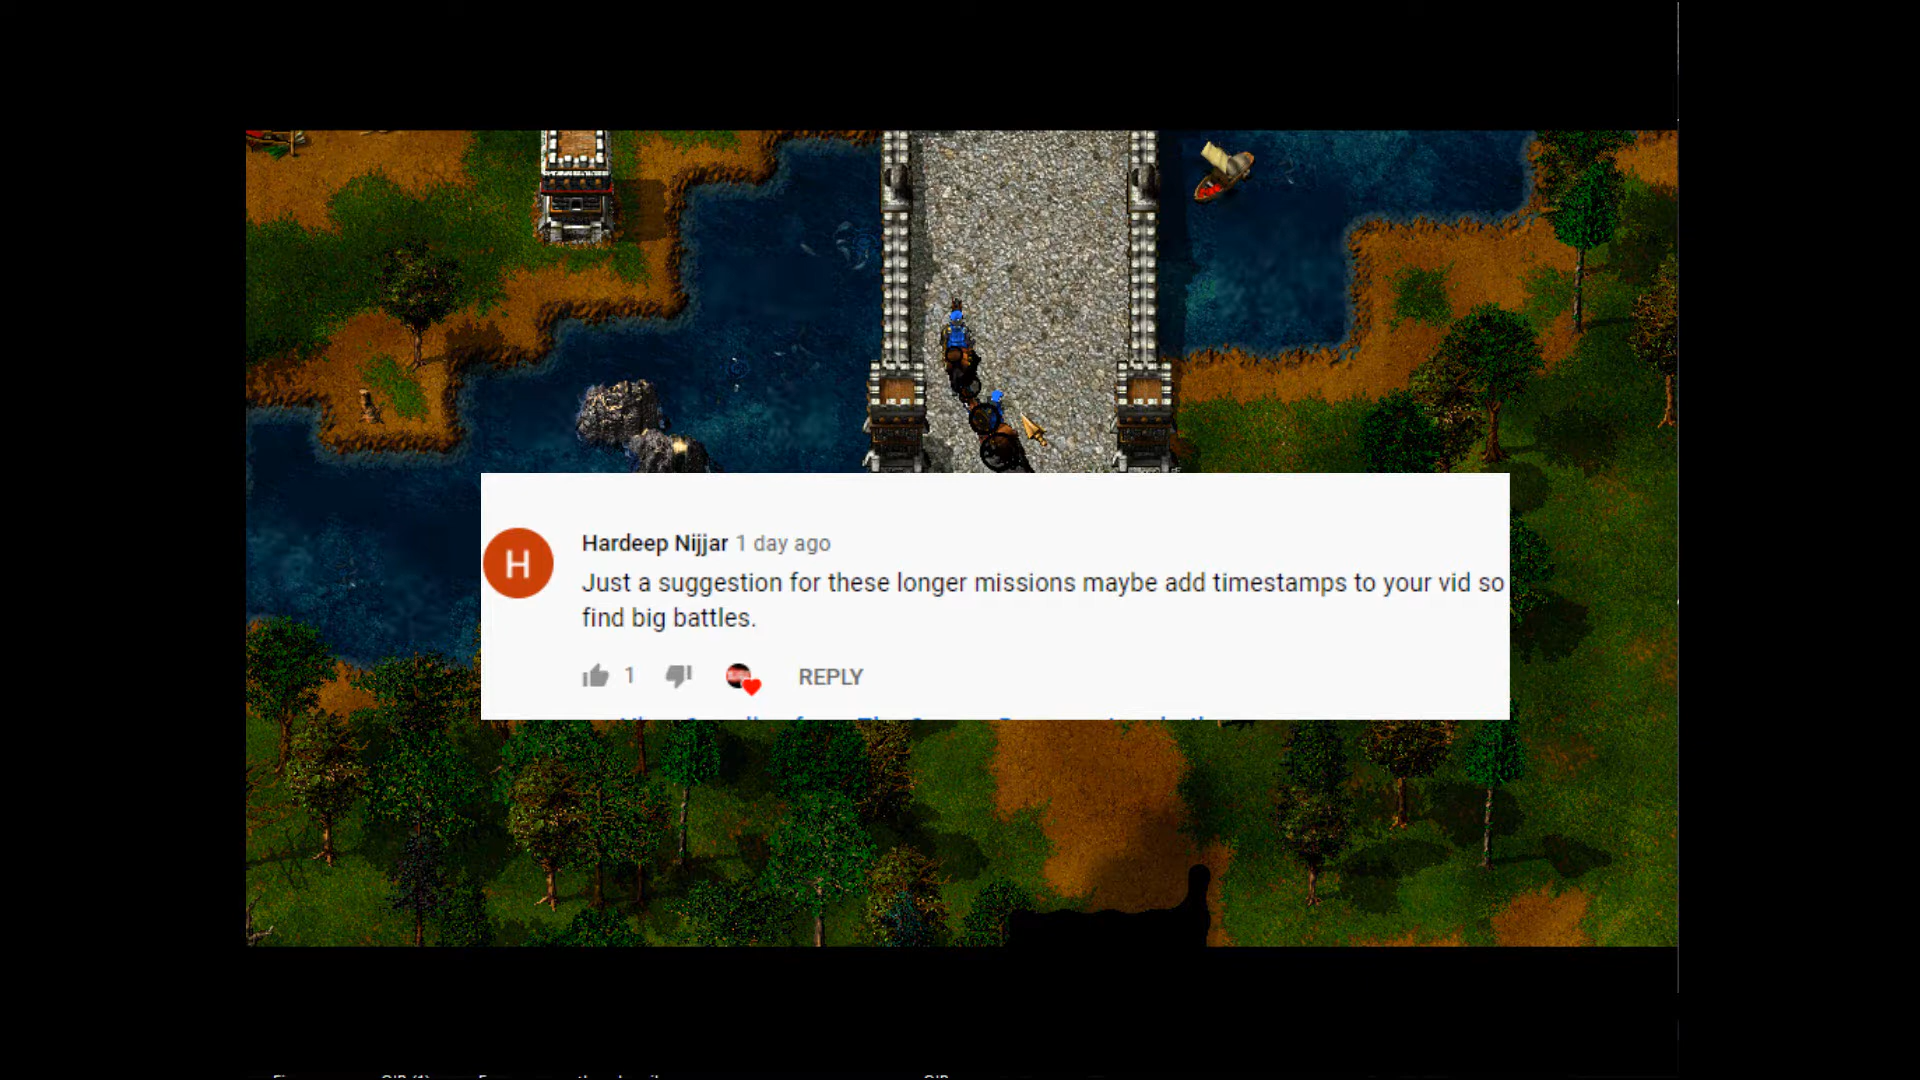 H
Hardeep Nijjar 1 day ago
Just a suggestion for these longer missions maybe add timestamps to your vid so
find big battles.
1
REPLY